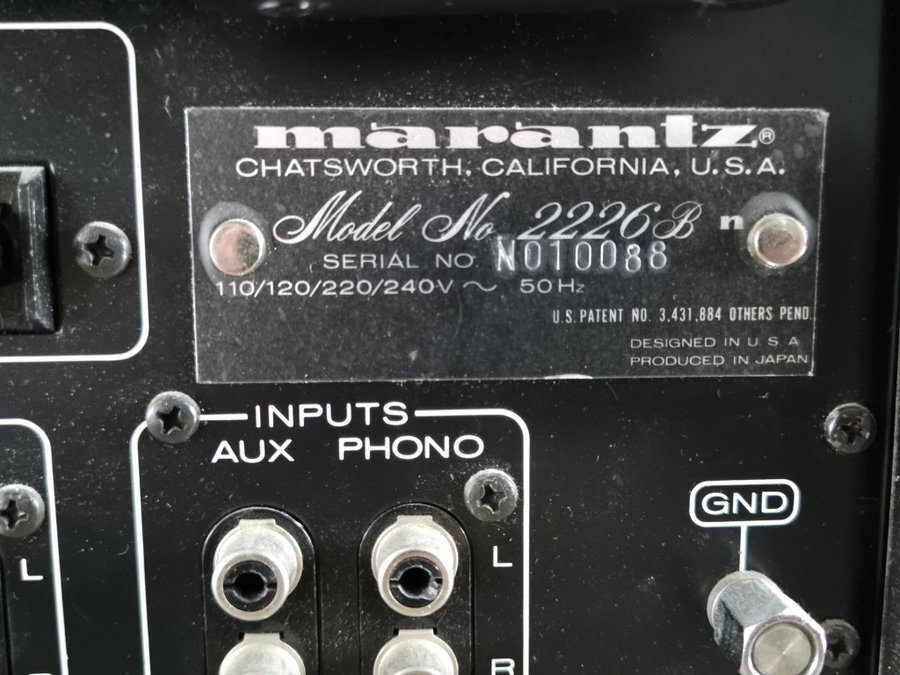 marantz®
CHATSWORTH, CALIFORNIA, U.S.A.
Model No. 2226B n
SERIAL NO. N010088
110/120/220/240V ~ 50Hz
U.S. PATENT NO. 3,431,884 OTHERS PEND.
DESIGNED IN U S A
PRODUCED IN JAPAN
INPUTS
AUX PHONO
GND
L
L
R